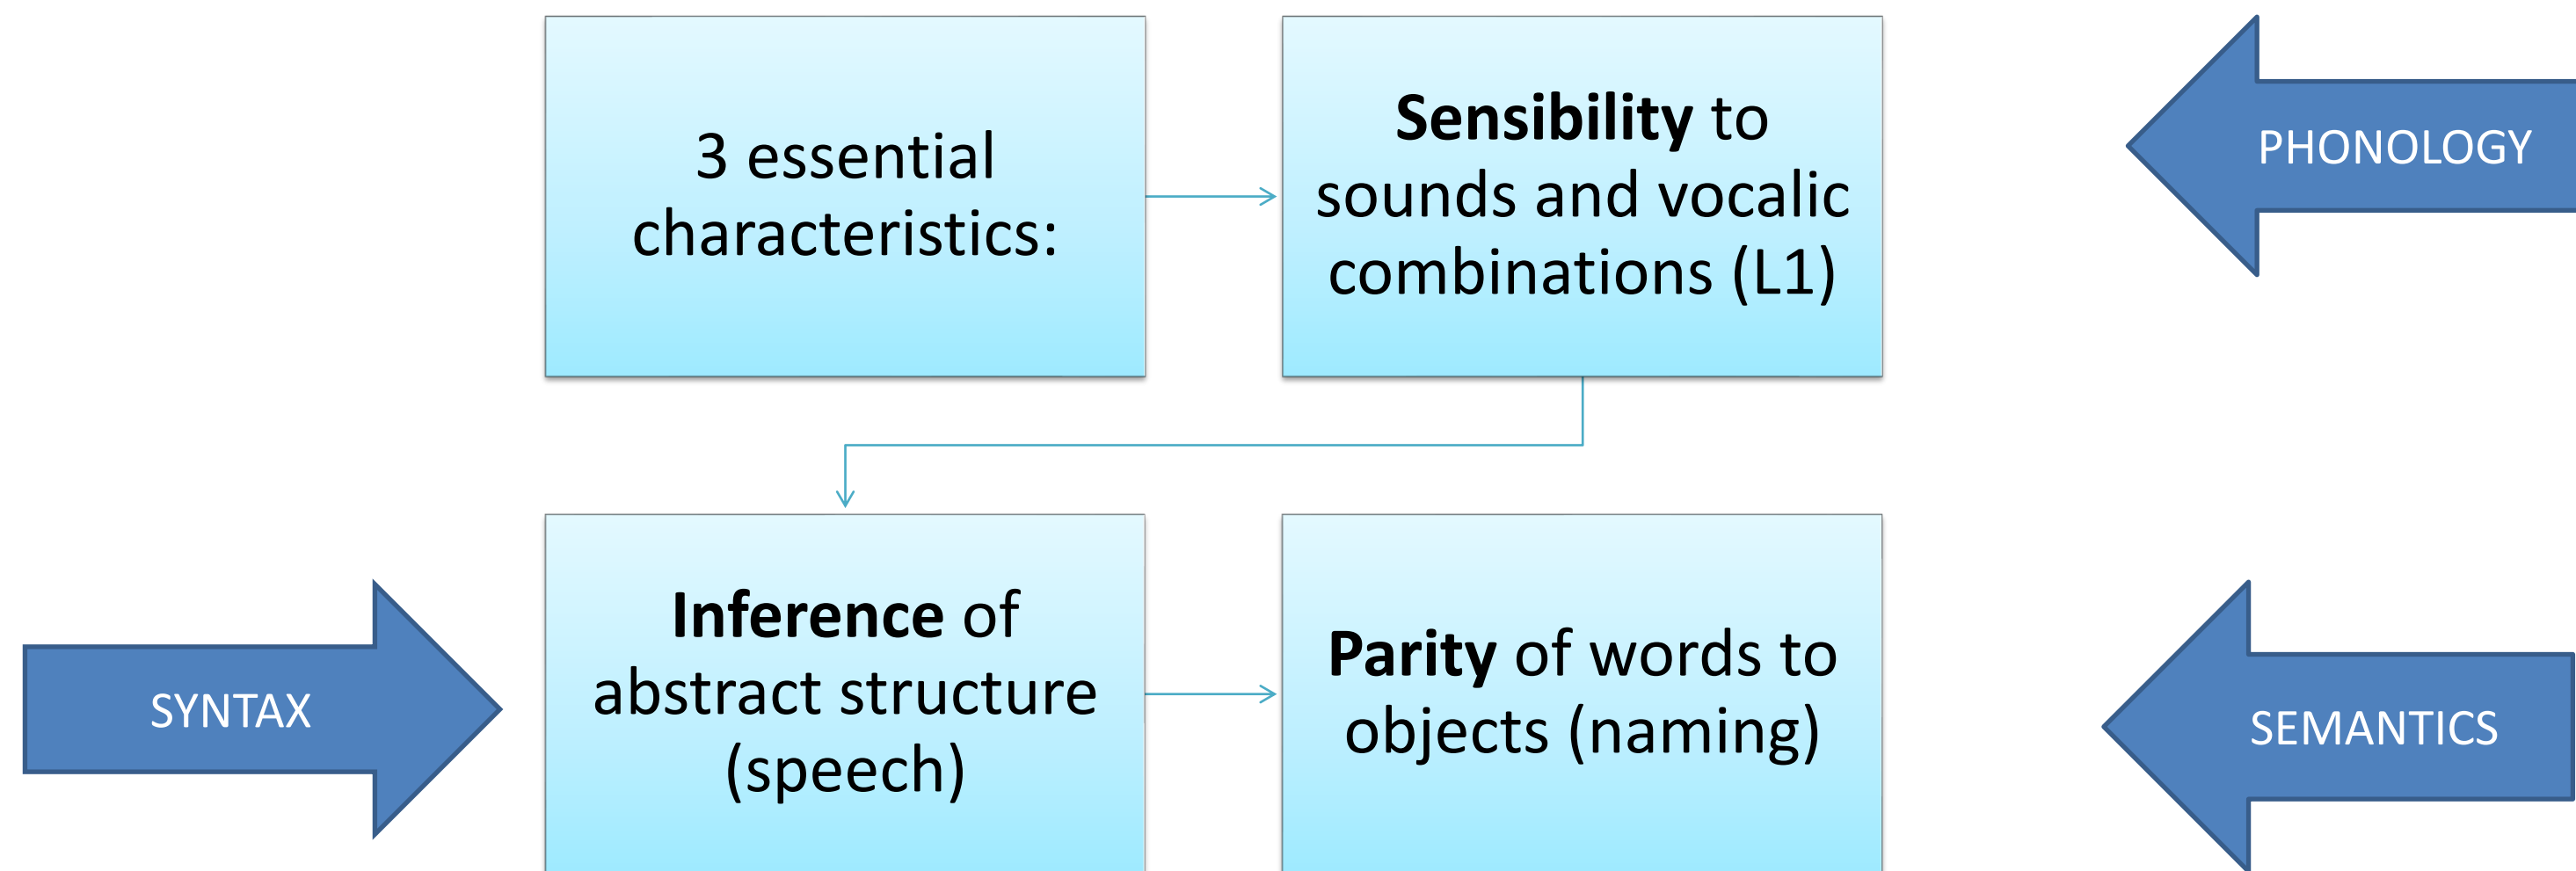 3 essential
characteristics:
Sensibility to
sounds and vocalic
combinations (L1)
PHONOLOGY
SYNTAX
Inference of
abstract structure
(speech)
Parity of words to
objects (naming)
SEMANTICS